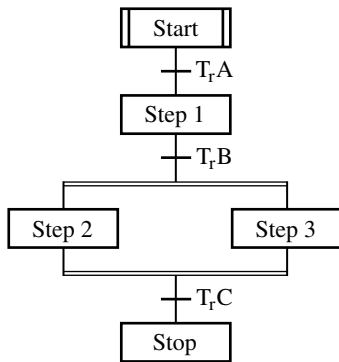 Start
TrA
Step 1
TrB
Step 2
Step 3
TrC
Stop